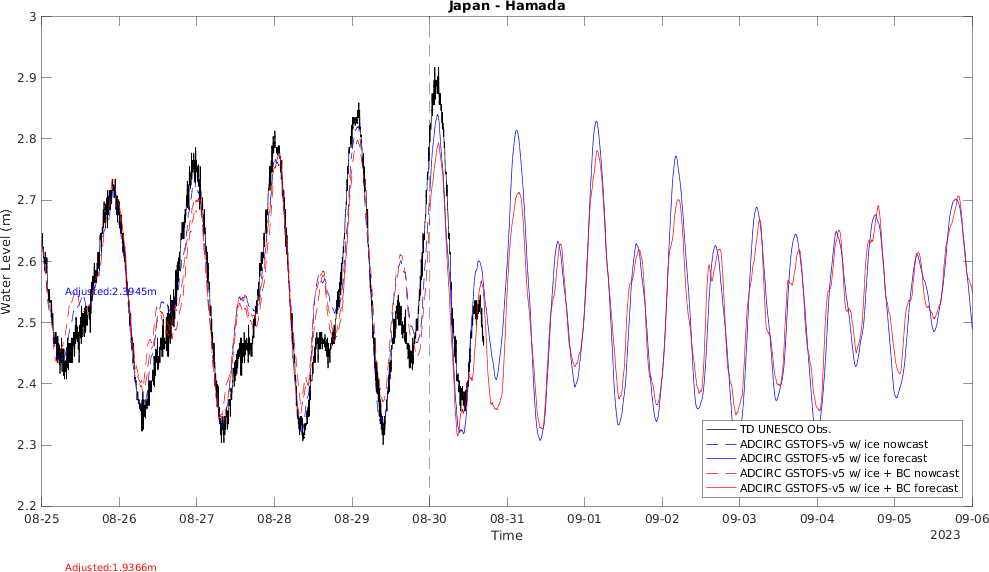 Japan - Hamada
3
2.9
2.8
2.7
2.6
2.5
2.4
2.3
2.2
Water Level (m)
Adjusted:2.3945m
TD UNESCO Obs.
ADCIRC GSTOFS-v5 w/ ice nowcast
ADCIRC GSTOFS-v5 w/ ice forecast
ADCIRC GSTOFS-v5 w/ ice + BC nowcast
ADCIRC GSTOFS-v5 w/ ice + BC forecast
08-25 08-26 08-27 08-28 08-29 08-30 08-31 09-01 09-02 09-03 09-04 09-05 09-06
Time
2023
Adjusted:1.9366m